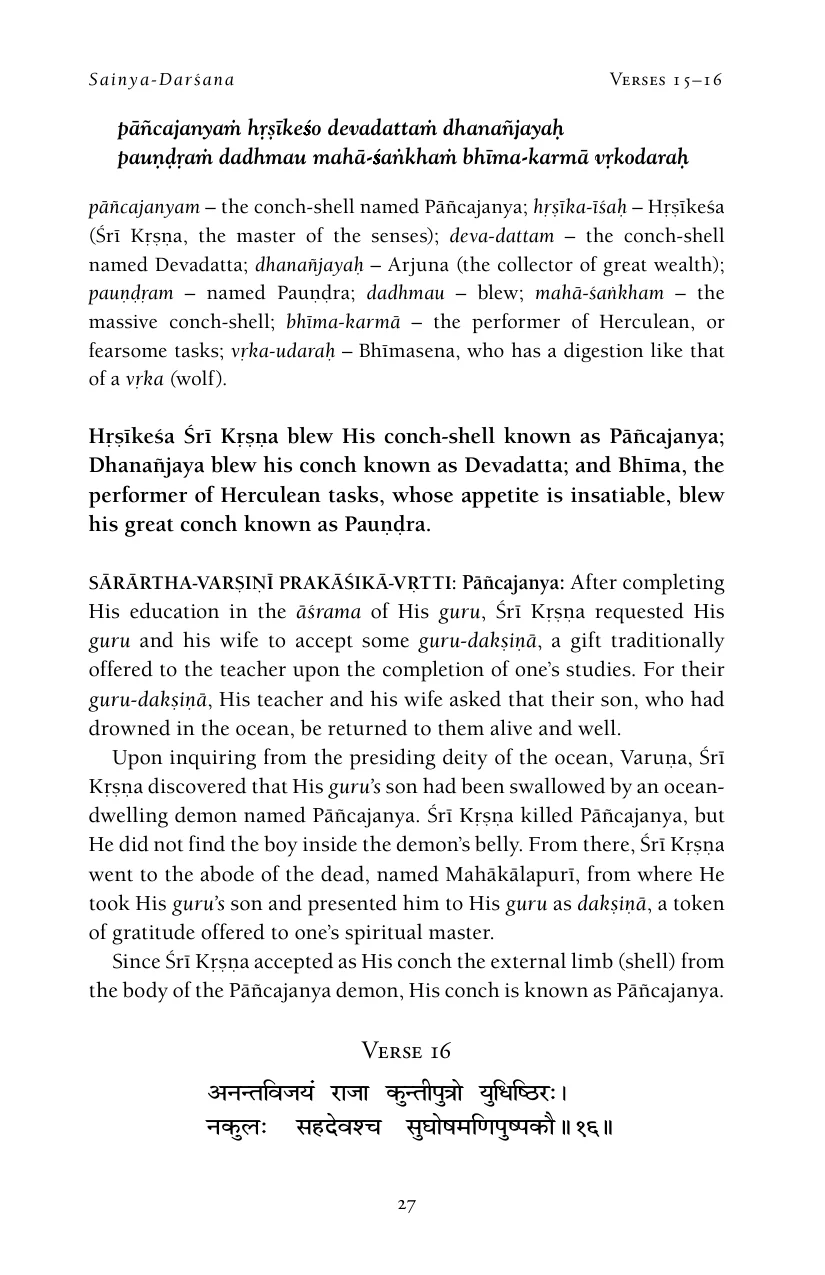 Sainya-Darśana Verses 15–16
pāñcajanyaṁ hṛṣīkeśo devadattaṁ dhanañjayaḥ
pauṇḍraṁ dadhmau mahā-śaṅkhaṁ bhīma-karmā vṛkodaraḥ
pāñcajanyam – the conch-shell named Pāñcajanya; hṛṣīka-īśaḥ – Hṛṣīkeśa
(Śrī Kṛṣṇa, the master of the senses); deva-dattam – the conch-shell
named Devadatta; dhanañjayaḥ – Arjuna (the collector of great wealth);
pauṇḍram – named Pauṇḍra; dadhmau – blew; mahā-śaṅkham – the
massive conch-shell; bhīma-karmā – the performer of Herculean, or
fearsome tasks; vṛka-udaraḥ – Bhīmasena, who has a digestion like that
of a vṛka (wolf).
Hṛṣīkeśa Śrī Kṛṣṇa blew His conch-shell known as Pāñcajanya;
Dhanañjaya blew his conch known as Devadatta; and Bhīma, the
performer of Herculean tasks, whose appetite is insatiable, blew
his great conch known as Pauṇḍra.
SĀRĀRTHA-VARṢIṆĪ PRAKĀŚIKĀ-VṚTTI: Pāñcajanya: After completing
His education in the āśrama of His guru, Śrī Kṛṣṇa requested His
guru and his wife to accept some guru-dakṣiṇā, a gift traditionally
offered to the teacher upon the completion of one’s studies. For their
guru-dakṣiṇā, His teacher and his wife asked that their son, who had
drowned in the ocean, be returned to them alive and well.
Upon inquiring from the presiding deity of the ocean, Varuṇa, Śrī
Kṛṣṇa discovered that His guru’s son had been swallowed by an ocean-
dwelling demon named Pāñcajanya. Śrī Kṛṣṇa killed Pāñcajanya, but
He did not find the boy inside the demon’s belly. From there, Śrī Kṛṣṇa
went to the abode of the dead, named Mahākālapurī, from where He
took His guru’s son and presented him to His guru as dakṣiṇā, a token
of gratitude offered to one’s spiritual master.
Since Śrī Kṛṣṇa accepted as His conch the external limb (shell) from
the body of the Pāñcajanya demon, His conch is known as Pāñcajanya.
Verse 16
अनन्तविजयं राजा कुन्तीपुत्रो युधिष्ठिरः।
नकुलः सहदेवश्च सुघोषमणिपुष्पकौ॥१६॥
27